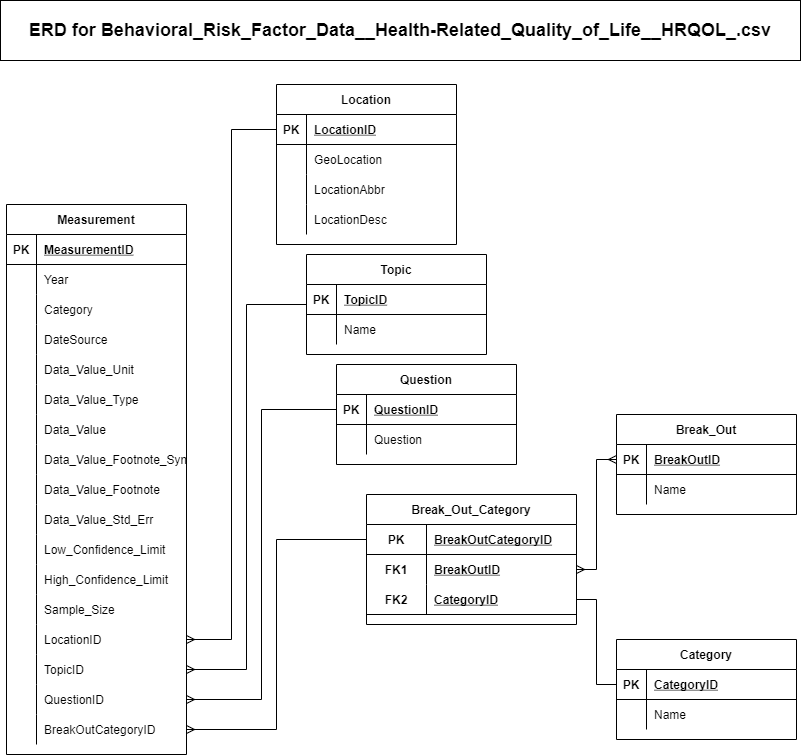 ERD for Behavioral_Risk_Factor_Data__Health-Related_Quality_of_Life__HRQOL_.csv
Location
PK LocationID
GeoLocation
LocationAbbr
LocationDesc
Measurement
PK MeasurementID
Year
Category
DateSource
Data_Value_Unit
Data_Value_Type
Data_Value
Data_Value_Footnote_Sym
Data_Value_Footnote
Data_Value_Std_Err
Low_Confidence_Limit
High_Confidence_Limit
Sample_Size
LocationID
TopicID
QuestionID
BreakOutCategoryID
Topic
PK TopicID
Name
Question
PK QuestionID
Question
Break_Out_Category
PK BreakOutCategoryID
FK1 BreakOutID
FK2 CategoryID
Break_Out
PK BreakOutID
Name
Category
PK CategoryID
Name